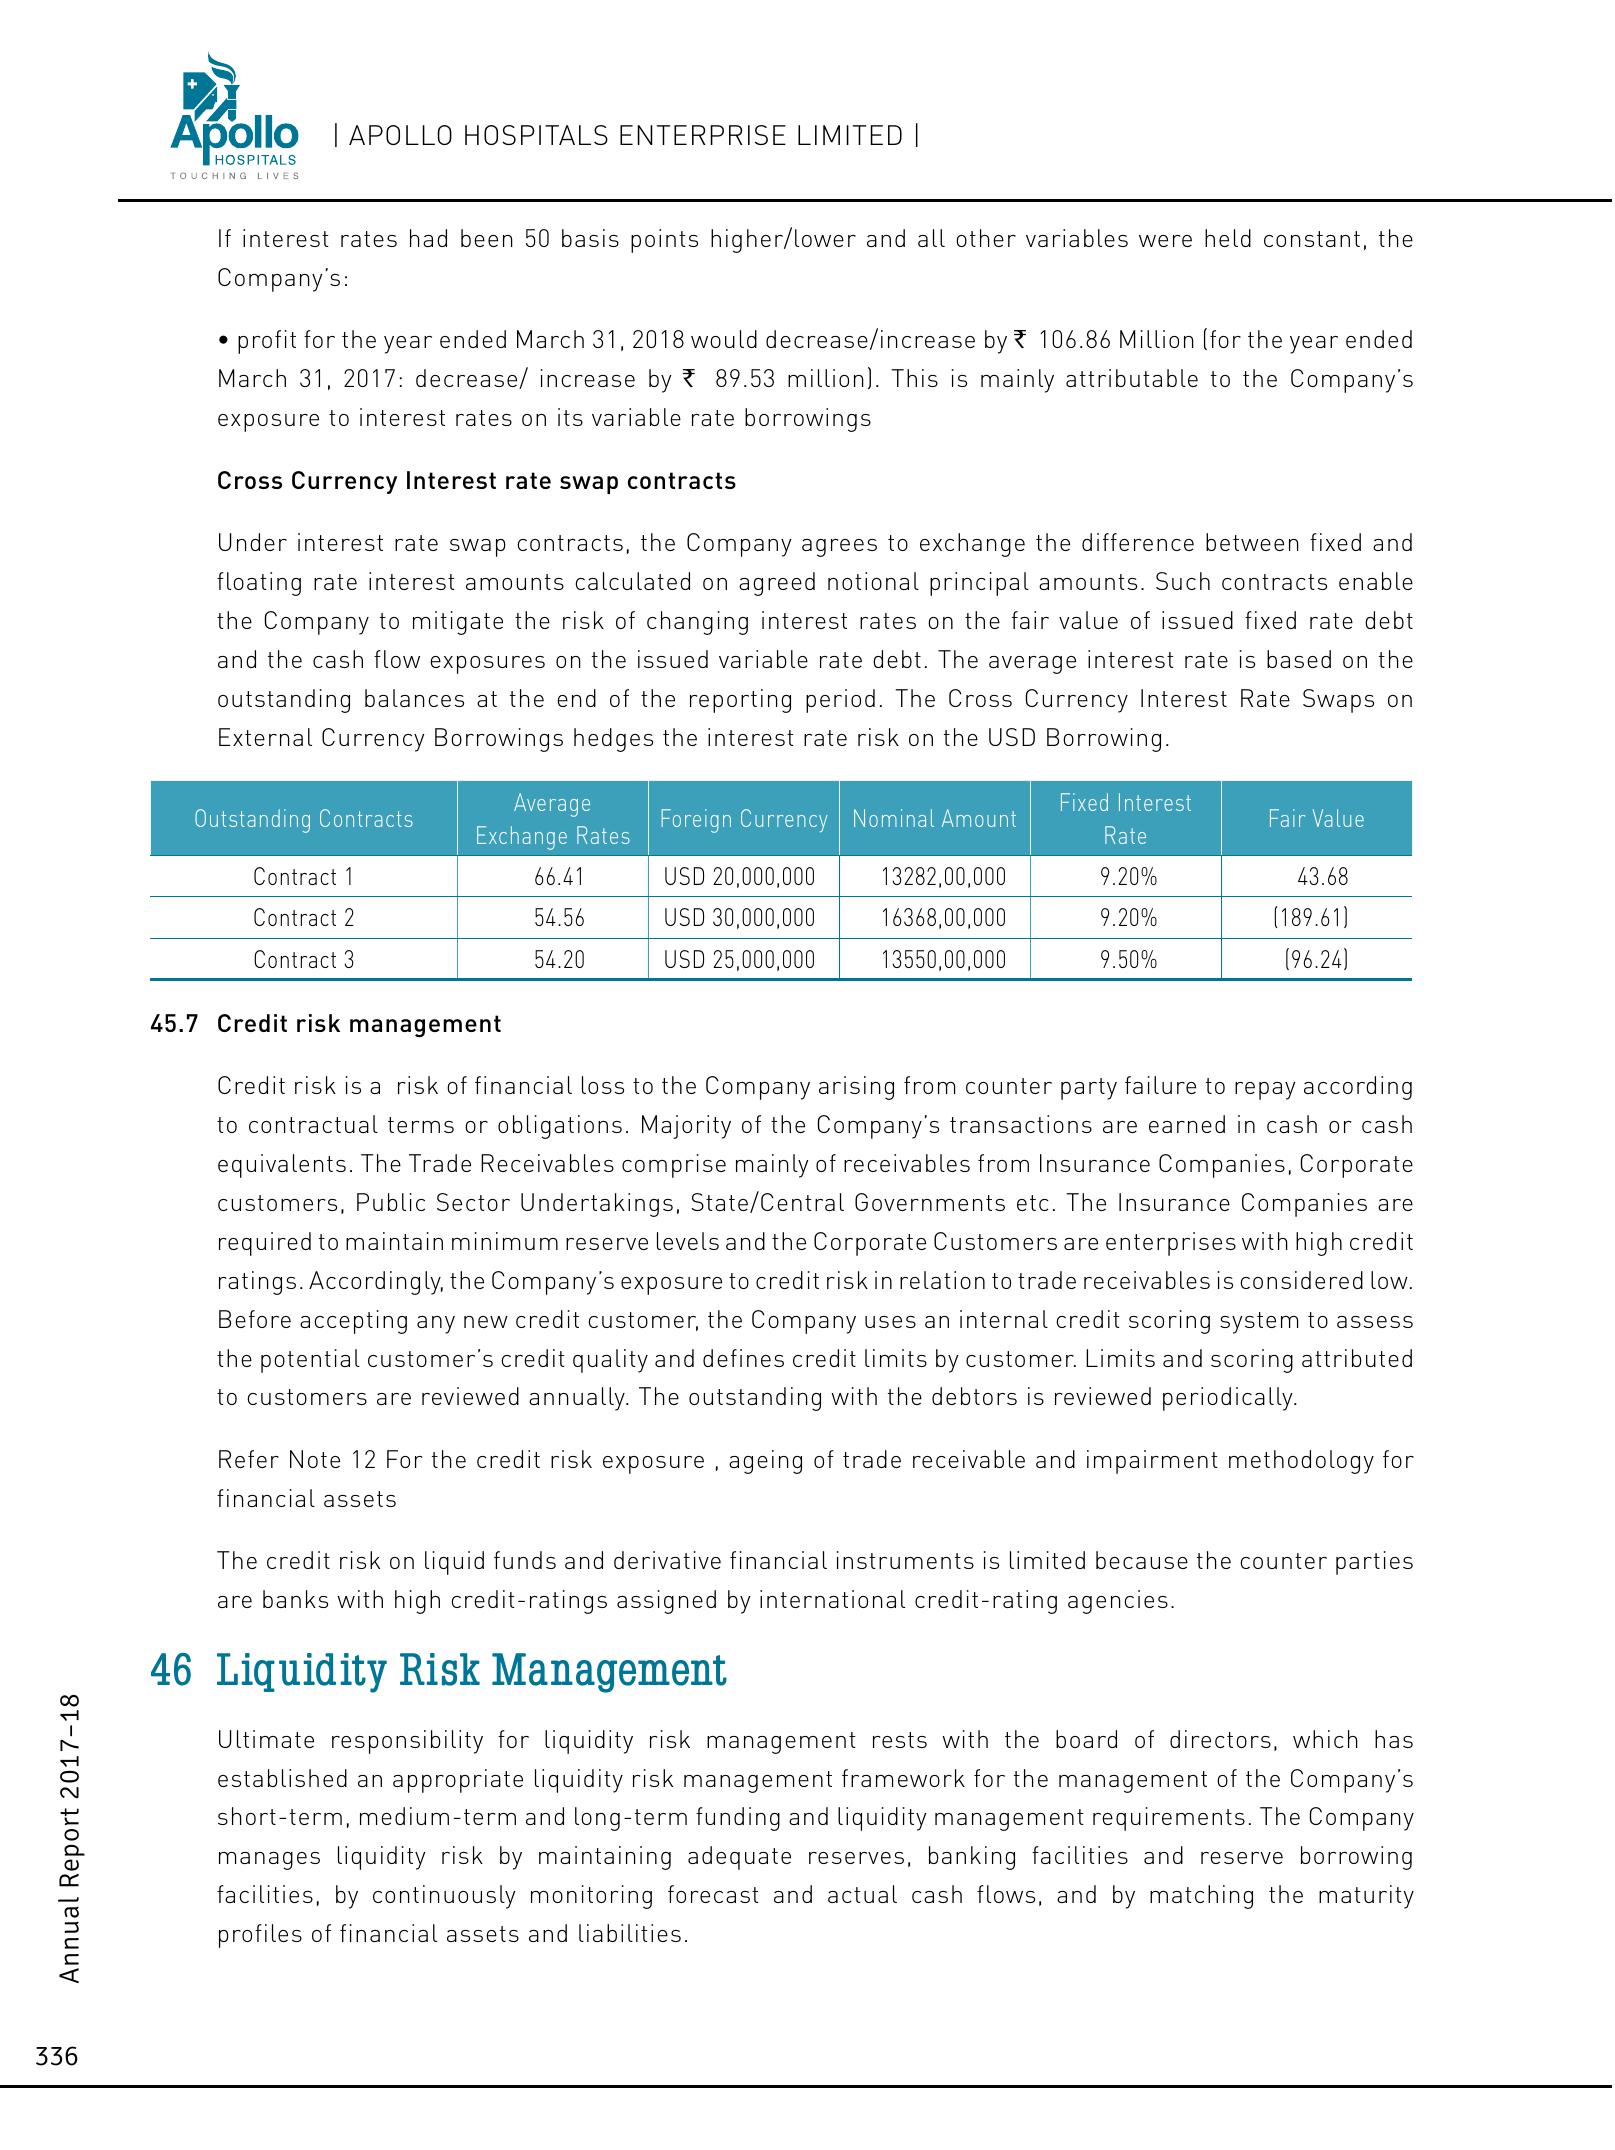 Apollo
HOSPITALS
TOUCHING LIVES
| APOLLO HOSPITALS ENTERPRISE LIMITED |
If interest rates had been 50 basis points higher/lower and all other variables were held constant, the
Company's:
• profit for the year ended March 31, 2018 would decrease/increase by ₹ 106.86 Million (for the year ended
March 31, 2017: decrease/ increase by ₹ 89.53 million). This is mainly attributable to the Company's
exposure to interest rates on its variable rate borrowings
Cross Currency Interest rate swap contracts
Under interest rate swap contracts, the Company agrees to exchange the difference between fixed and
floating rate interest amounts calculated on agreed notional principal amounts. Such contracts enable
the Company to mitigate the risk of changing interest rates on the fair value of issued fixed rate debt
and the cash flow exposures on the issued variable rate debt. The average interest rate is based on the
outstanding balances at the end of the reporting period. The Cross Currency Interest Rate Swaps on
External Currency Borrowings hedges the interest rate risk on the USD Borrowing.
Outstanding Contracts Average Exchange Rates Foreign Currency Nominal Amount Fixed Interest Rate Fair Value
Contract 1 66.41 USD 20,000,000 13282,00,000 9.20% 43.68
Contract 2 54.56 USD 30,000,000 16368,00,000 9.20% (189.61)
Contract 3 54.20 USD 25,000,000 13550,00,000 9.50% (96.24)
45.7 Credit risk management
Credit risk is a risk of financial loss to the Company arising from counter party failure to repay according
to contractual terms or obligations. Majority of the Company's transactions are earned in cash or cash
equivalents. The Trade Receivables comprise mainly of receivables from Insurance Companies, Corporate
customers, Public Sector Undertakings, State/Central Governments etc. The Insurance Companies are
required to maintain minimum reserve levels and the Corporate Customers are enterprises with high credit
ratings. Accordingly, the Company's exposure to credit risk in relation to trade receivables is considered low.
Before accepting any new credit customer, the Company uses an internal credit scoring system to assess
the potential customer's credit quality and defines credit limits by customer. Limits and scoring attributed
to customers are reviewed annually. The outstanding with the debtors is reviewed periodically.
Refer Note 12 For the credit risk exposure , ageing of trade receivable and impairment methodology for
financial assets
The credit risk on liquid funds and derivative financial instruments is limited because the counter parties
are banks with high credit-ratings assigned by international credit-rating agencies.
46 Liquidity Risk Management
Ultimate responsibility for liquidity risk management rests with the board of directors, which has
established an appropriate liquidity risk management framework for the management of the Company's
short-term, medium-term and long-term funding and liquidity management requirements. The Company
manages liquidity risk by maintaining adequate reserves, banking facilities and reserve borrowing
facilities, by continuously monitoring forecast and actual cash flows, and by matching the maturity
profiles of financial assets and liabilities.
Annual Report 2017–18
336